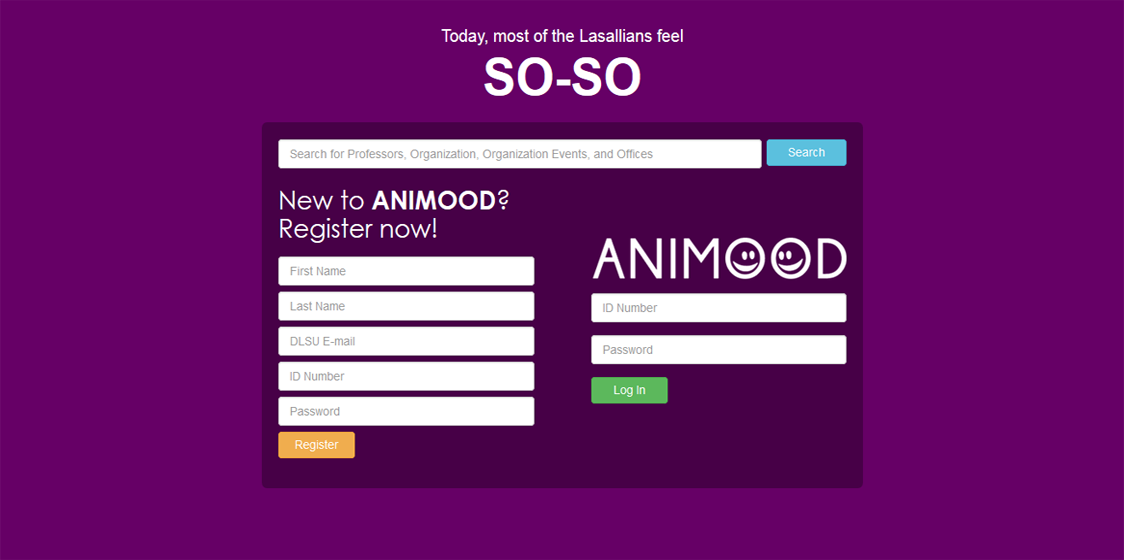 Today, most of the Lasallians feel
SO-SO
Search for Professors, Organization, Organization Events, and Offices
Search
New to ANIMOOD?
Register now!
First Name
Last Name
DLSU E-mail
ID Number
Password
Register
ANIMOOD
ID Number
Password
Log In